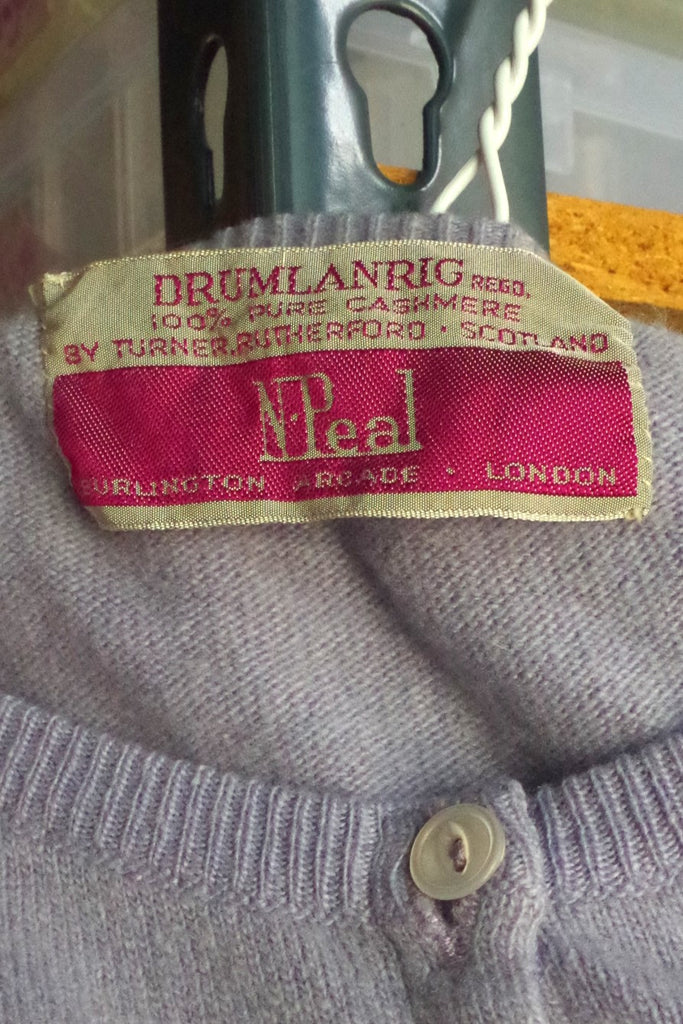 DRUMLANRIG REGD.
100% PURE CASHMERE
BY TURNER, RUTHERFORD · SCOTLAND
N·Peal
BURLINGTON ARCADE · LONDON